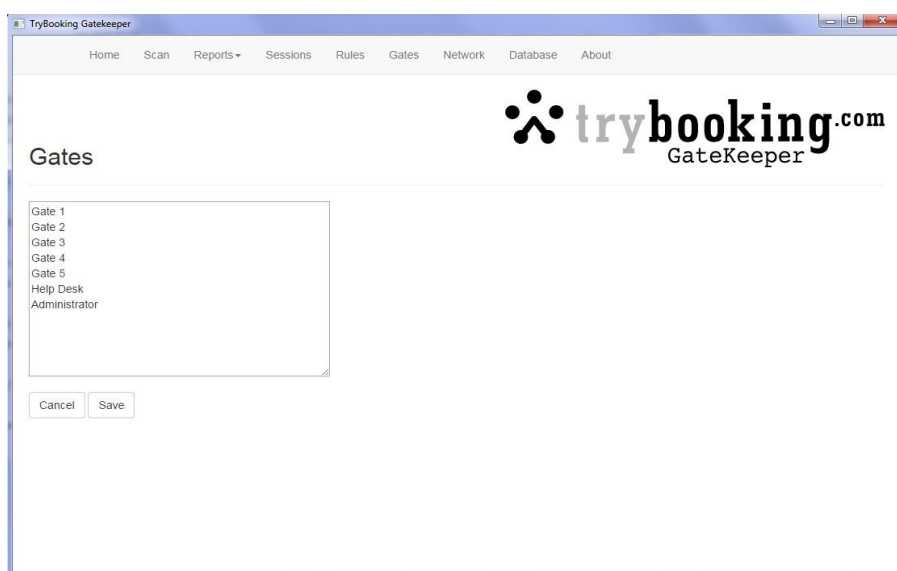 TryBooking Gatekeeper
Home Scan Reports Sessions Rules Gates Network Database About
trybooking.com
GateKeeper
Gates
Gate 1
Gate 2
Gate 3
Gate 4
Gate 5
Help Desk
Administrator
Cancel Save